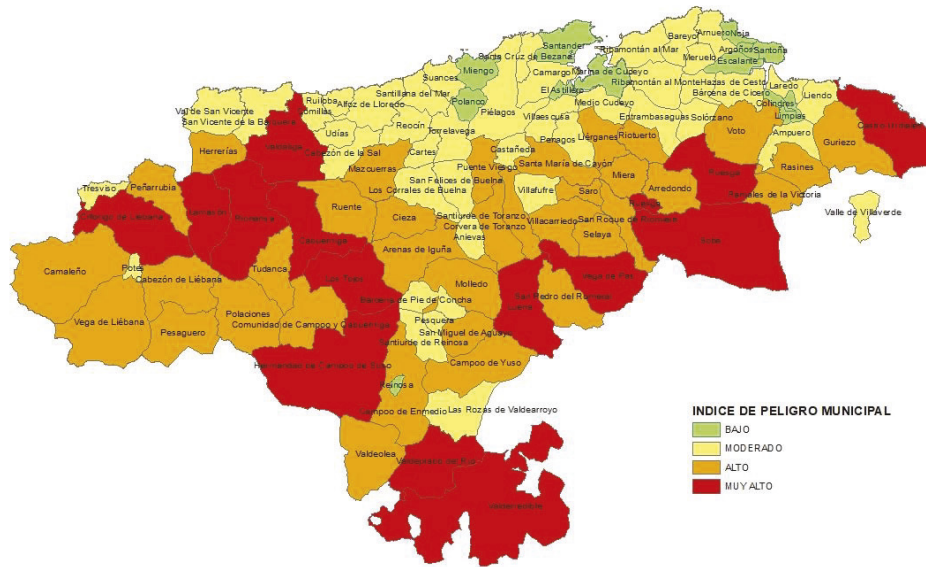 Santander
Santa Cruz de Bezana
Miengo
Suances
Polanco
Camargo
El Astillero
Marina de Cudeyo
Ribamontán al Mar
Bareyo
Arnuero
Noja
Meruelo
Argoños
Santoña
Escalante
Ribamontán al Monte
Hazas de Cesto
Bárcena de Cicero
Laredo
Colindres
Limpias
Liendo
Medio Cudeyo
Entrambasaguas
Solórzano
Voto
Ampuero
Guriezo
Val de San Vicente
San Vicente de la Barquera
Comillas
Ruiloba
Alfoz de Lloredo
Santillana del Mar
Udías
Reocín
Torrelavega
Piélagos
Villaescusa
Cabezón de la Sal
Cartes
Castañeda
Penagos
Liérganes
Riotuerto
Herrerías
Mazcuerras
Puente Viesgo
Santa María de Cayón
Miera
Arredondo
Ruesga
Rasines
Ramales de la Victoria
Tresviso
Peñarrubia
Los Corrales de Buelna
San Felices de Buelna
Villafufre
Saro
Valle de Villaverde
Ruente
Cieza
Santiurde de Toranzo
Corvera de Toranzo
Villacarriedo
San Roque de Riomiera
Selaya
Anievas
Arenas de Iguña
Camaleño
Potes
Cabezón de Liébana
Tudanca
Los Tojos
Vega de Pas
Molledo
Bárcena de Pie de Concha
San Pedro del Romeral
Luena
Vega de Liébana
Pesaguero
Polaciones
Pesquera
San Miguel de Aguayo
Santiurde de Reinosa
Hermandad de Campoo de Suso
Campoo de Yuso
Reinosa
Campoo de Enmedio
Las Rozas de Valdearroyo
Valdeolea
INDICE DE PELIGRO MUNICIPAL
BAJO
MODERADO
ALTO
MUY ALTO